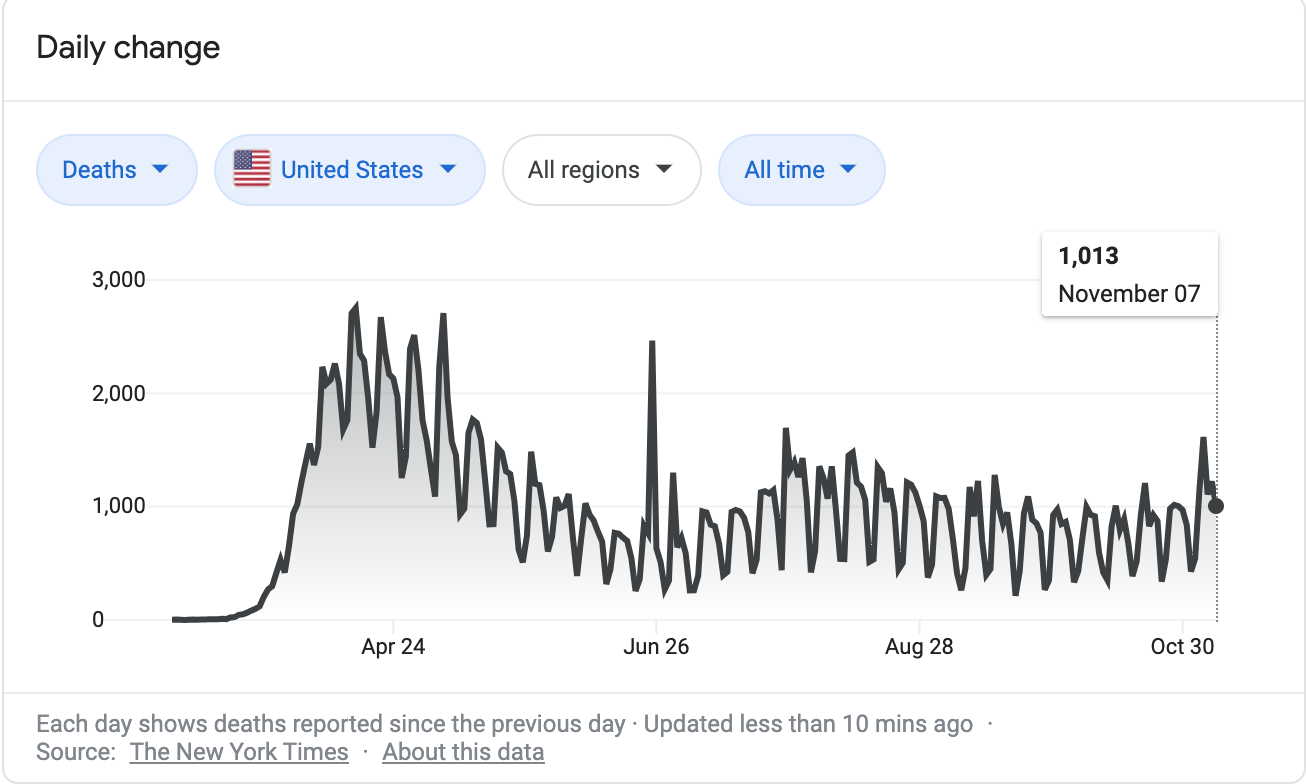 Daily change
Deaths
United States
All regions
All time
1,013
November 07
3,000
2,000
1,000
0
Apr 24
Jun 26
Aug 28
Oct 30
Each day shows deaths reported since the previous day · Updated less than 10 mins ago ·
Source: The New York Times · About this data